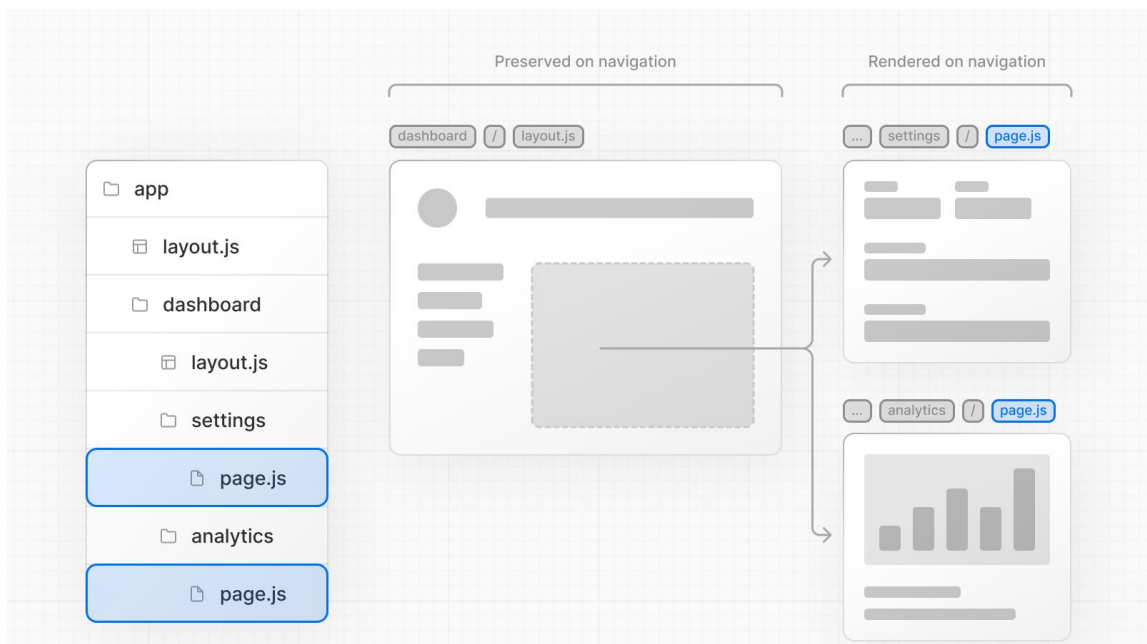 app
layout.js
dashboard
layout.js
settings
page.js
analytics
page.js
Preserved on navigation
dashboard / layout.js
Rendered on navigation
... settings / page.js
... analytics / page.js